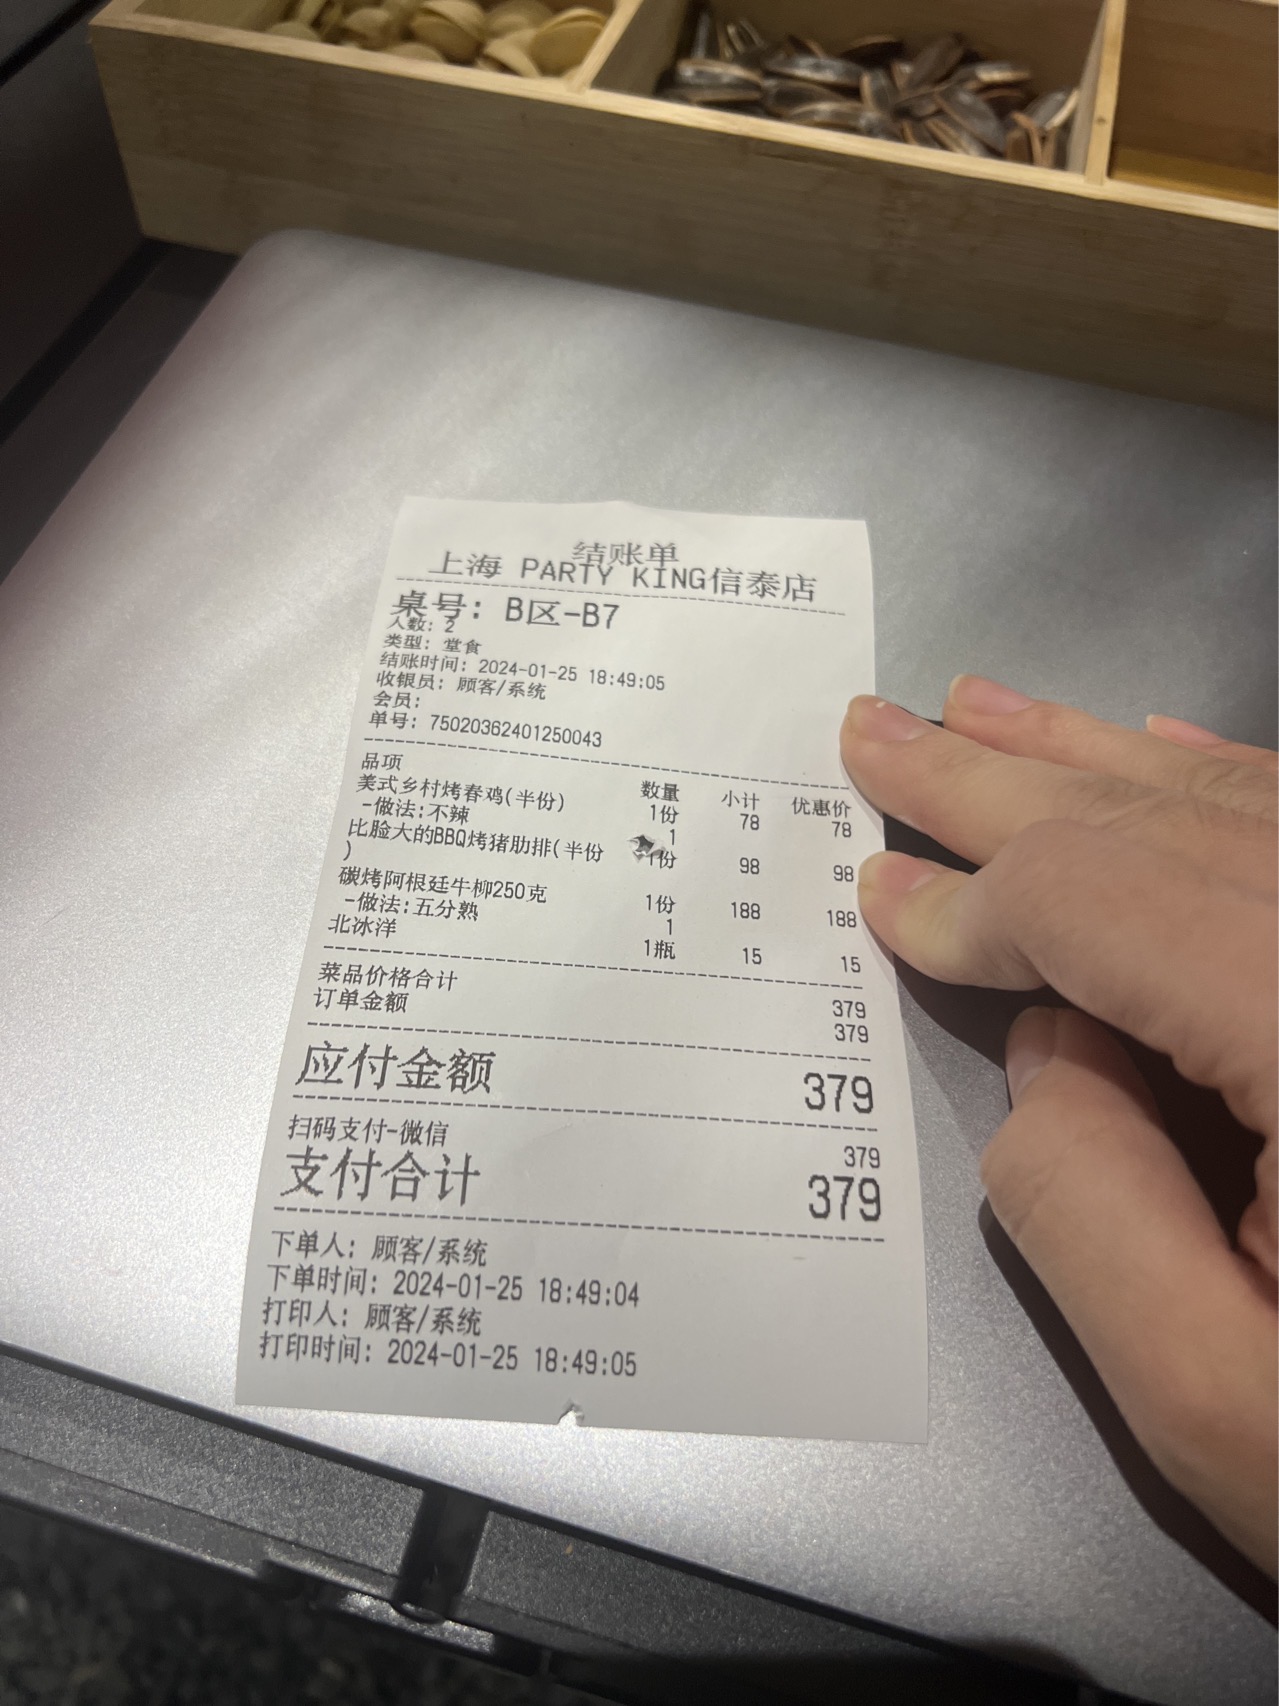 结账单
上海 PARTY KING信泰店
桌号: B区-B7
人数: 2
类型: 堂食
结账时间: 2024-01-25 18:49:05
收银员: 顾客/系统
会员:
单号: 75020362401250043
品项 数量 小计 优惠价
美式乡村烤春鸡(半份) 1份 78 78
-做法:不辣 1
比脸大的BBQ烤猪肋排(半份 1份 98 98
)
碳烤阿根廷牛柳250克 1份 188 188
-做法:五分熟 1
北冰洋 1瓶 15 15
菜品价格合计 379
订单金额 379
应付金额 379
扫码支付-微信 379
支付合计 379
下单人: 顾客/系统
下单时间: 2024-01-25 18:49:04
打印人: 顾客/系统
打印时间: 2024-01-25 18:49:05